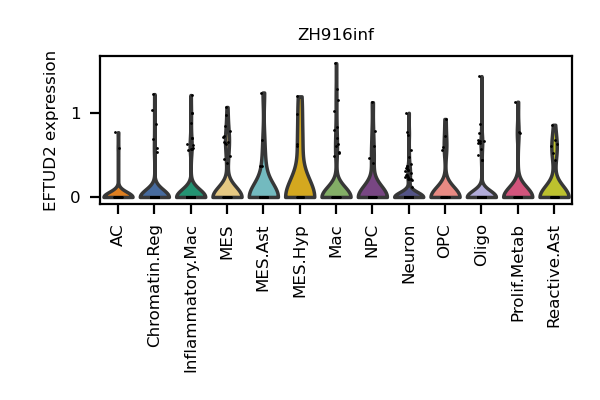 ZH916inf
EFTUD2 expression
1
0
AC
Chromatin.Reg
Inflammatory.Mac
MES
MES.Ast
MES.Hyp
Mac
NPC
Neuron
OPC
Oligo
Prolif.Metab
Reactive.Ast